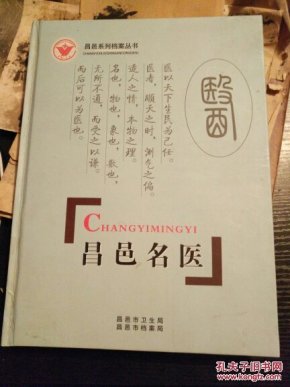 昌邑系列档案丛书
CHANGYIXILIEDANGANCONGSHU
医以天下生民为己任。
医者,顺天之时,测气之偏,
适人之情,本物之理。
名也,物也,象也,数也,
无所不通,而受之以谦,
而后可以为医也。
CHANGYIMINGYI
昌邑名医
昌邑市卫生局
昌邑市档案局
孔夫子旧书网